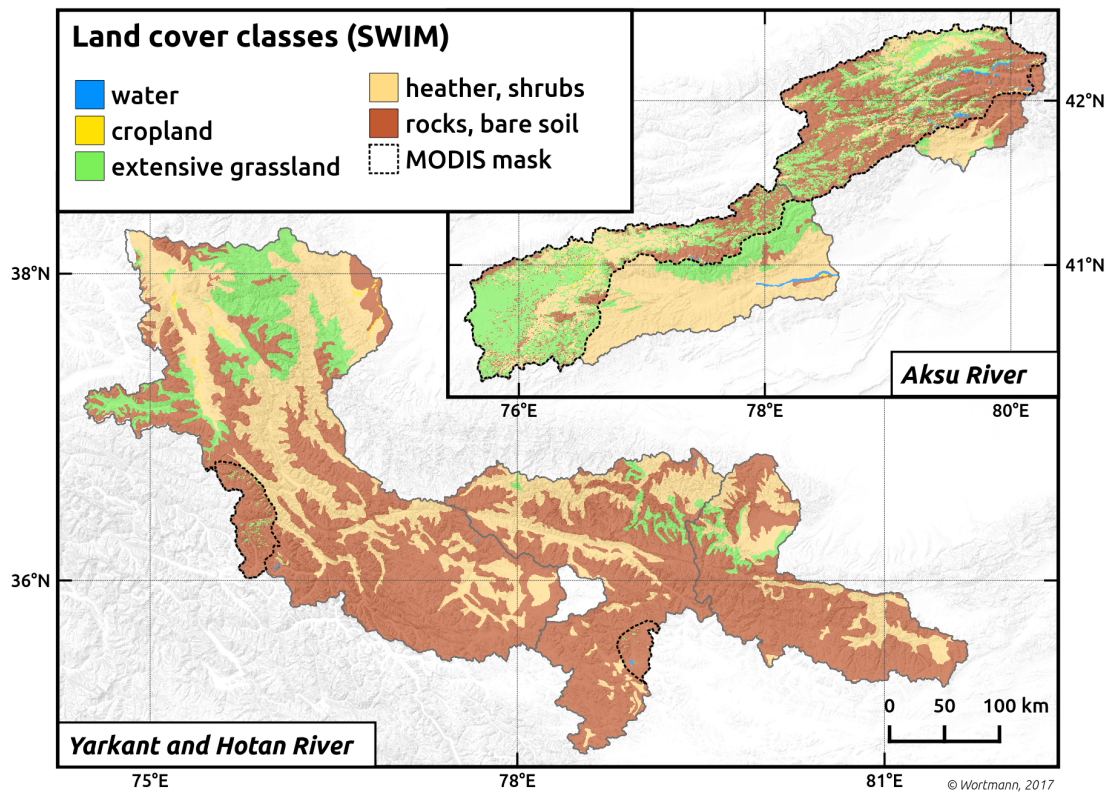 Land cover classes (SWIM)
water
cropland
extensive grassland
heather, shrubs
rocks, bare soil
MODIS mask
42°N
41°N
Aksu River
76°E
78°E
80°E
38°N
36°N
0 50 100 km
Yarkant and Hotan River
75°E
78°E
81°E
© Wortmann, 2017